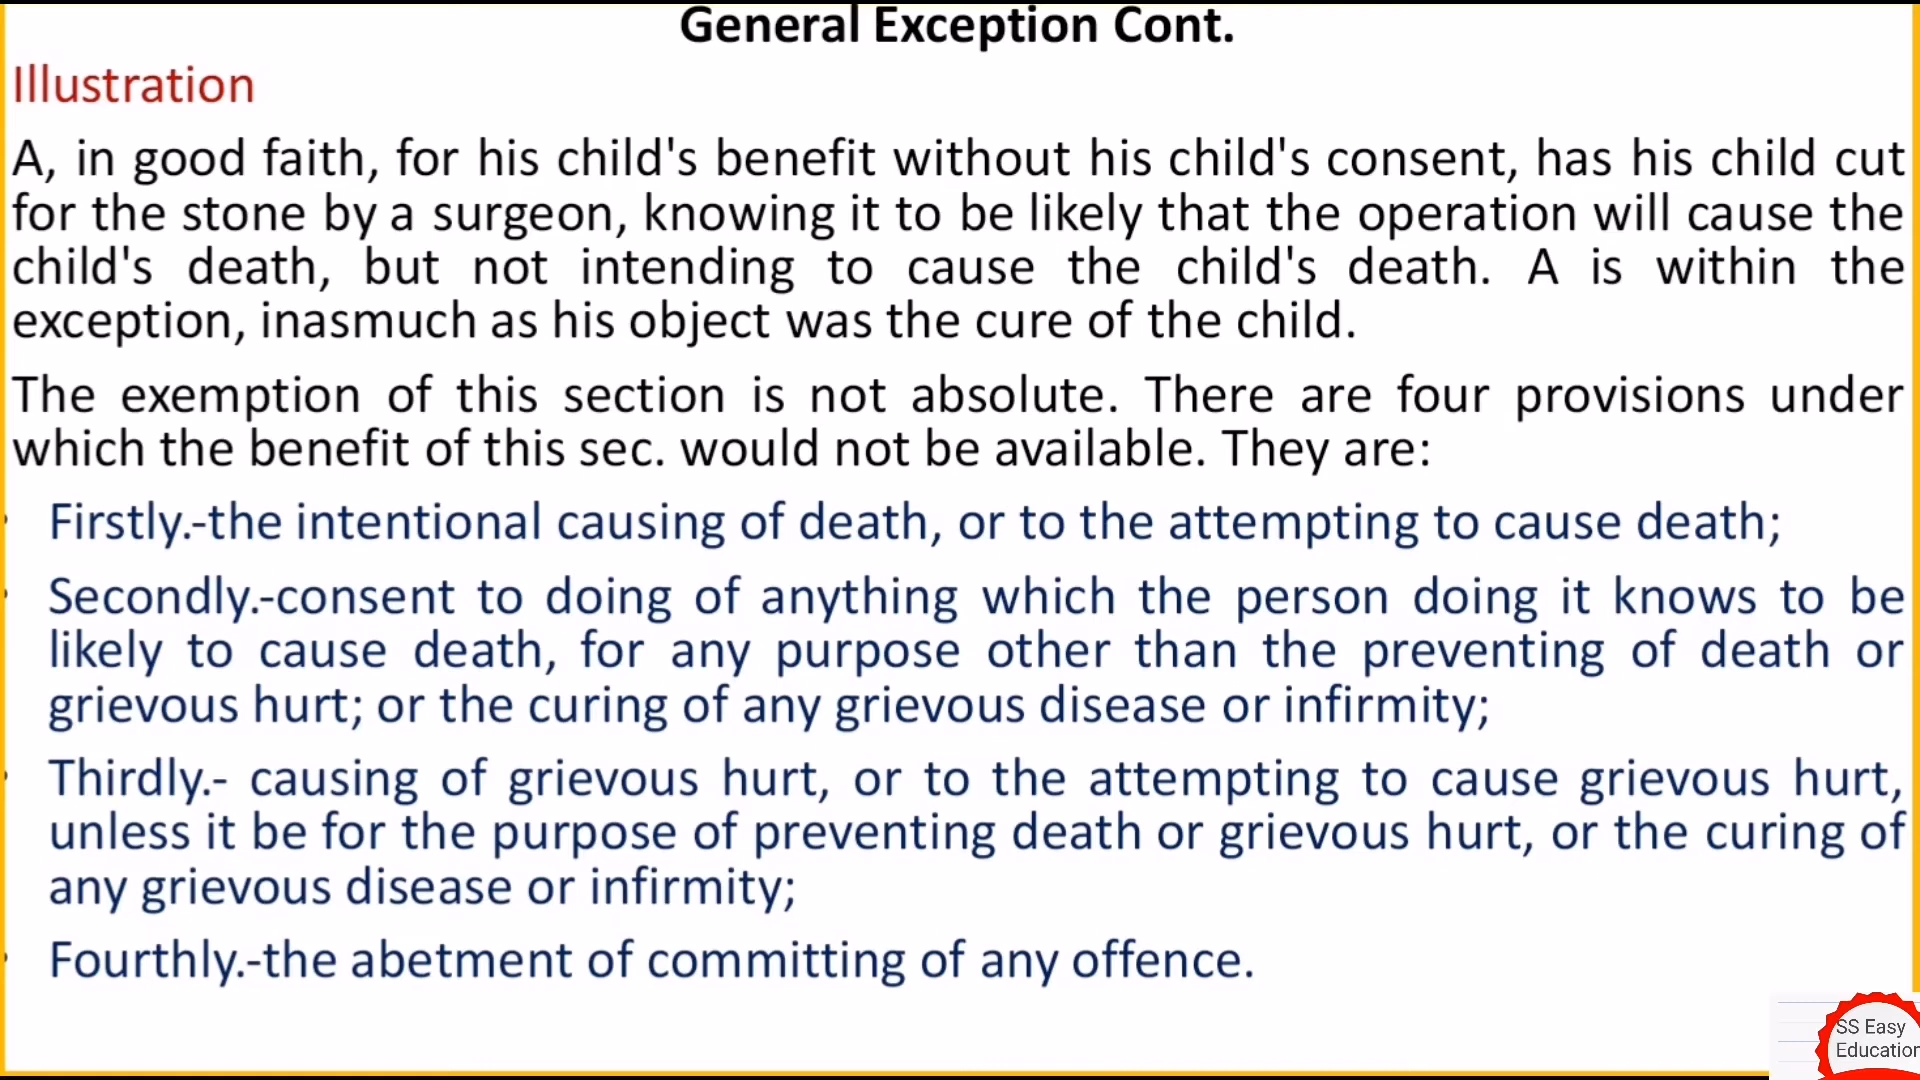 General Exception Cont.
Illustration
A, in good faith, for his child's benefit without his child's consent, has his child cut
for the stone by a surgeon, knowing it to be likely that the operation will cause the
child's death, but not intending to cause the child's death. A is within the
exception, inasmuch as his object was the cure of the child.
The exemption of this section is not absolute. There are four provisions under
which the benefit of this sec. would not be available. They are:
Firstly.-the intentional causing of death, or to the attempting to cause death;
Secondly.-consent to doing of anything which the person doing it knows to be
likely to cause death, for any purpose other than the preventing of death or
grievous hurt; or the curing of any grievous disease or infirmity;
Thirdly.- causing of grievous hurt, or to the attempting to cause grievous hurt,
unless it be for the purpose of preventing death or grievous hurt, or the curing of
any grievous disease or infirmity;
Fourthly.-the abetment of committing of any offence.
SS Easy
Education